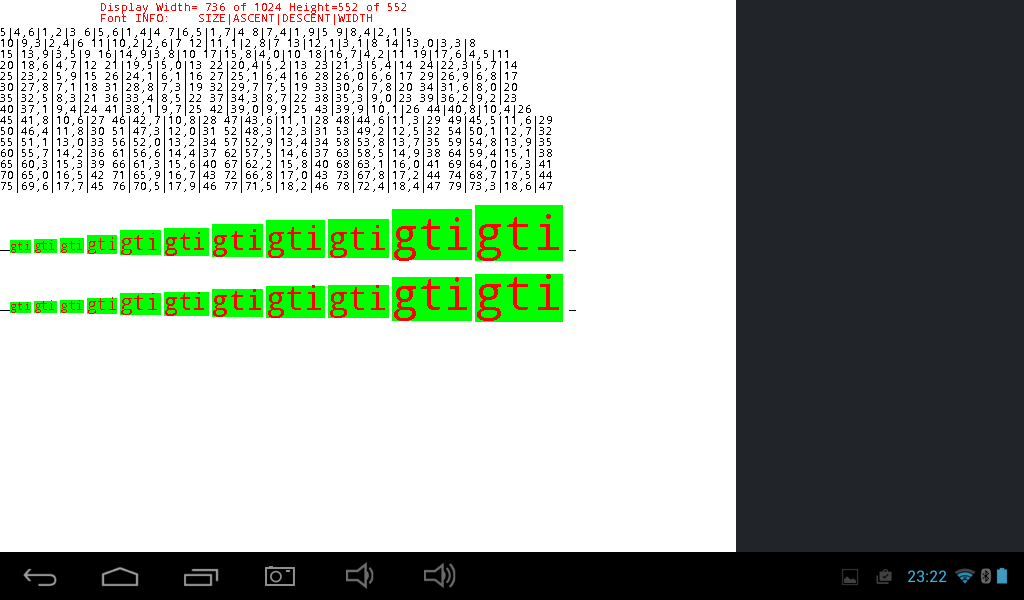 Display Width= 736 of 1024 Height=552 of 552
Font INFO: SIZE|ASCENT|DESCENT|WIDTH
5|4,6|1,2|3 6|5,6|1,4|4 7|6,5|1,7|4 8|7,4|1,9|5 9|8,4|2,1|5
10|9,3|2,4|6 11|10,2|2,6|7 12|11,1|2,8|7 13|12,1|3,1|8 14|13,0|3,3|8
15|13,9|3,5|9 16|14,9|3,8|10 17|15,8|4,0|10 18|16,7|4,2|11 19|17,6|4,5|11
20|18,6|4,7|12 21|19,5|5,0|13 22|20,4|5,2|13 23|21,3|5,4|14 24|22,3|5,7|14
25|23,2|5,9|15 26|24,1|6,1|16 27|25,1|6,4|16 28|26,0|6,6|17 29|26,9|6,8|17
30|27,8|7,1|18 31|28,8|7,3|19 32|29,7|7,5|19 33|30,6|7,8|20 34|31,6|8,0|20
35|32,5|8,3|21 36|33,4|8,5|22 37|34,3|8,7|22 38|35,3|9,0|23 39|36,2|9,2|23
40|37,1|9,4|24 41|38,1|9,7|25 42|39,0|9,9|25 43|39,9|10,1|26 44|40,8|10,4|26
45|41,8|10,6|27 46|42,7|10,8|28 47|43,6|11,1|28 48|44,6|11,3|29 49|45,5|11,6|29
50|46,4|11,8|30 51|47,3|12,0|31 52|48,3|12,3|31 53|49,2|12,5|32 54|50,1|12,7|32
55|51,1|13,0|33 56|52,0|13,2|34 57|52,9|13,4|34 58|53,8|13,7|35 59|54,8|13,9|35
60|55,7|14,2|36 61|56,6|14,4|37 62|57,5|14,6|37 63|58,5|14,9|38 64|59,4|15,1|38
65|60,3|15,3|39 66|61,3|15,6|40 67|62,2|15,8|40 68|63,1|16,0|41 69|64,0|16,3|41
70|65,0|16,5|42 71|65,9|16,7|43 72|66,8|17,0|43 73|67,8|17,2|44 74|68,7|17,5|44
75|69,6|17,7|45 76|70,5|17,9|46 77|71,5|18,2|46 78|72,4|18,4|47 79|73,3|18,6|47
gti gti gti gti gti gti gti gti gti gti gti
gti gti gti gti gti gti gti gti gti gti gti
23:22